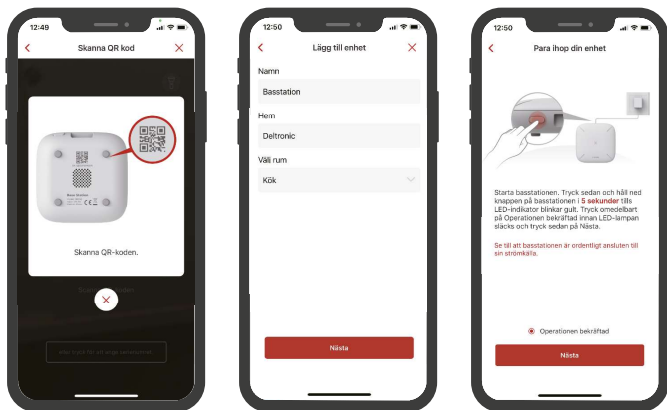 12:49
Skanna QR kod
Base Station
Skanna QR-koden.
12:50
Lägg till enhet
Namn
Basstation
Hem
Deltronic
Välj rum
Kök
Nästa
12:50
Para ihop din enhet
Starta basstationen. Tryck sedan och håll ned
knappen på basstationen i 5 sekunder tills
LED-indikator blinkar gult. Tryck omedelbart
på Operationen bekräftad innan LED-lampan
släcks och tryck sedan på Nästa.
Se till att basstationen är ordentligt ansluten till
sin strömkälla.
Operationen bekräftad
Nästa